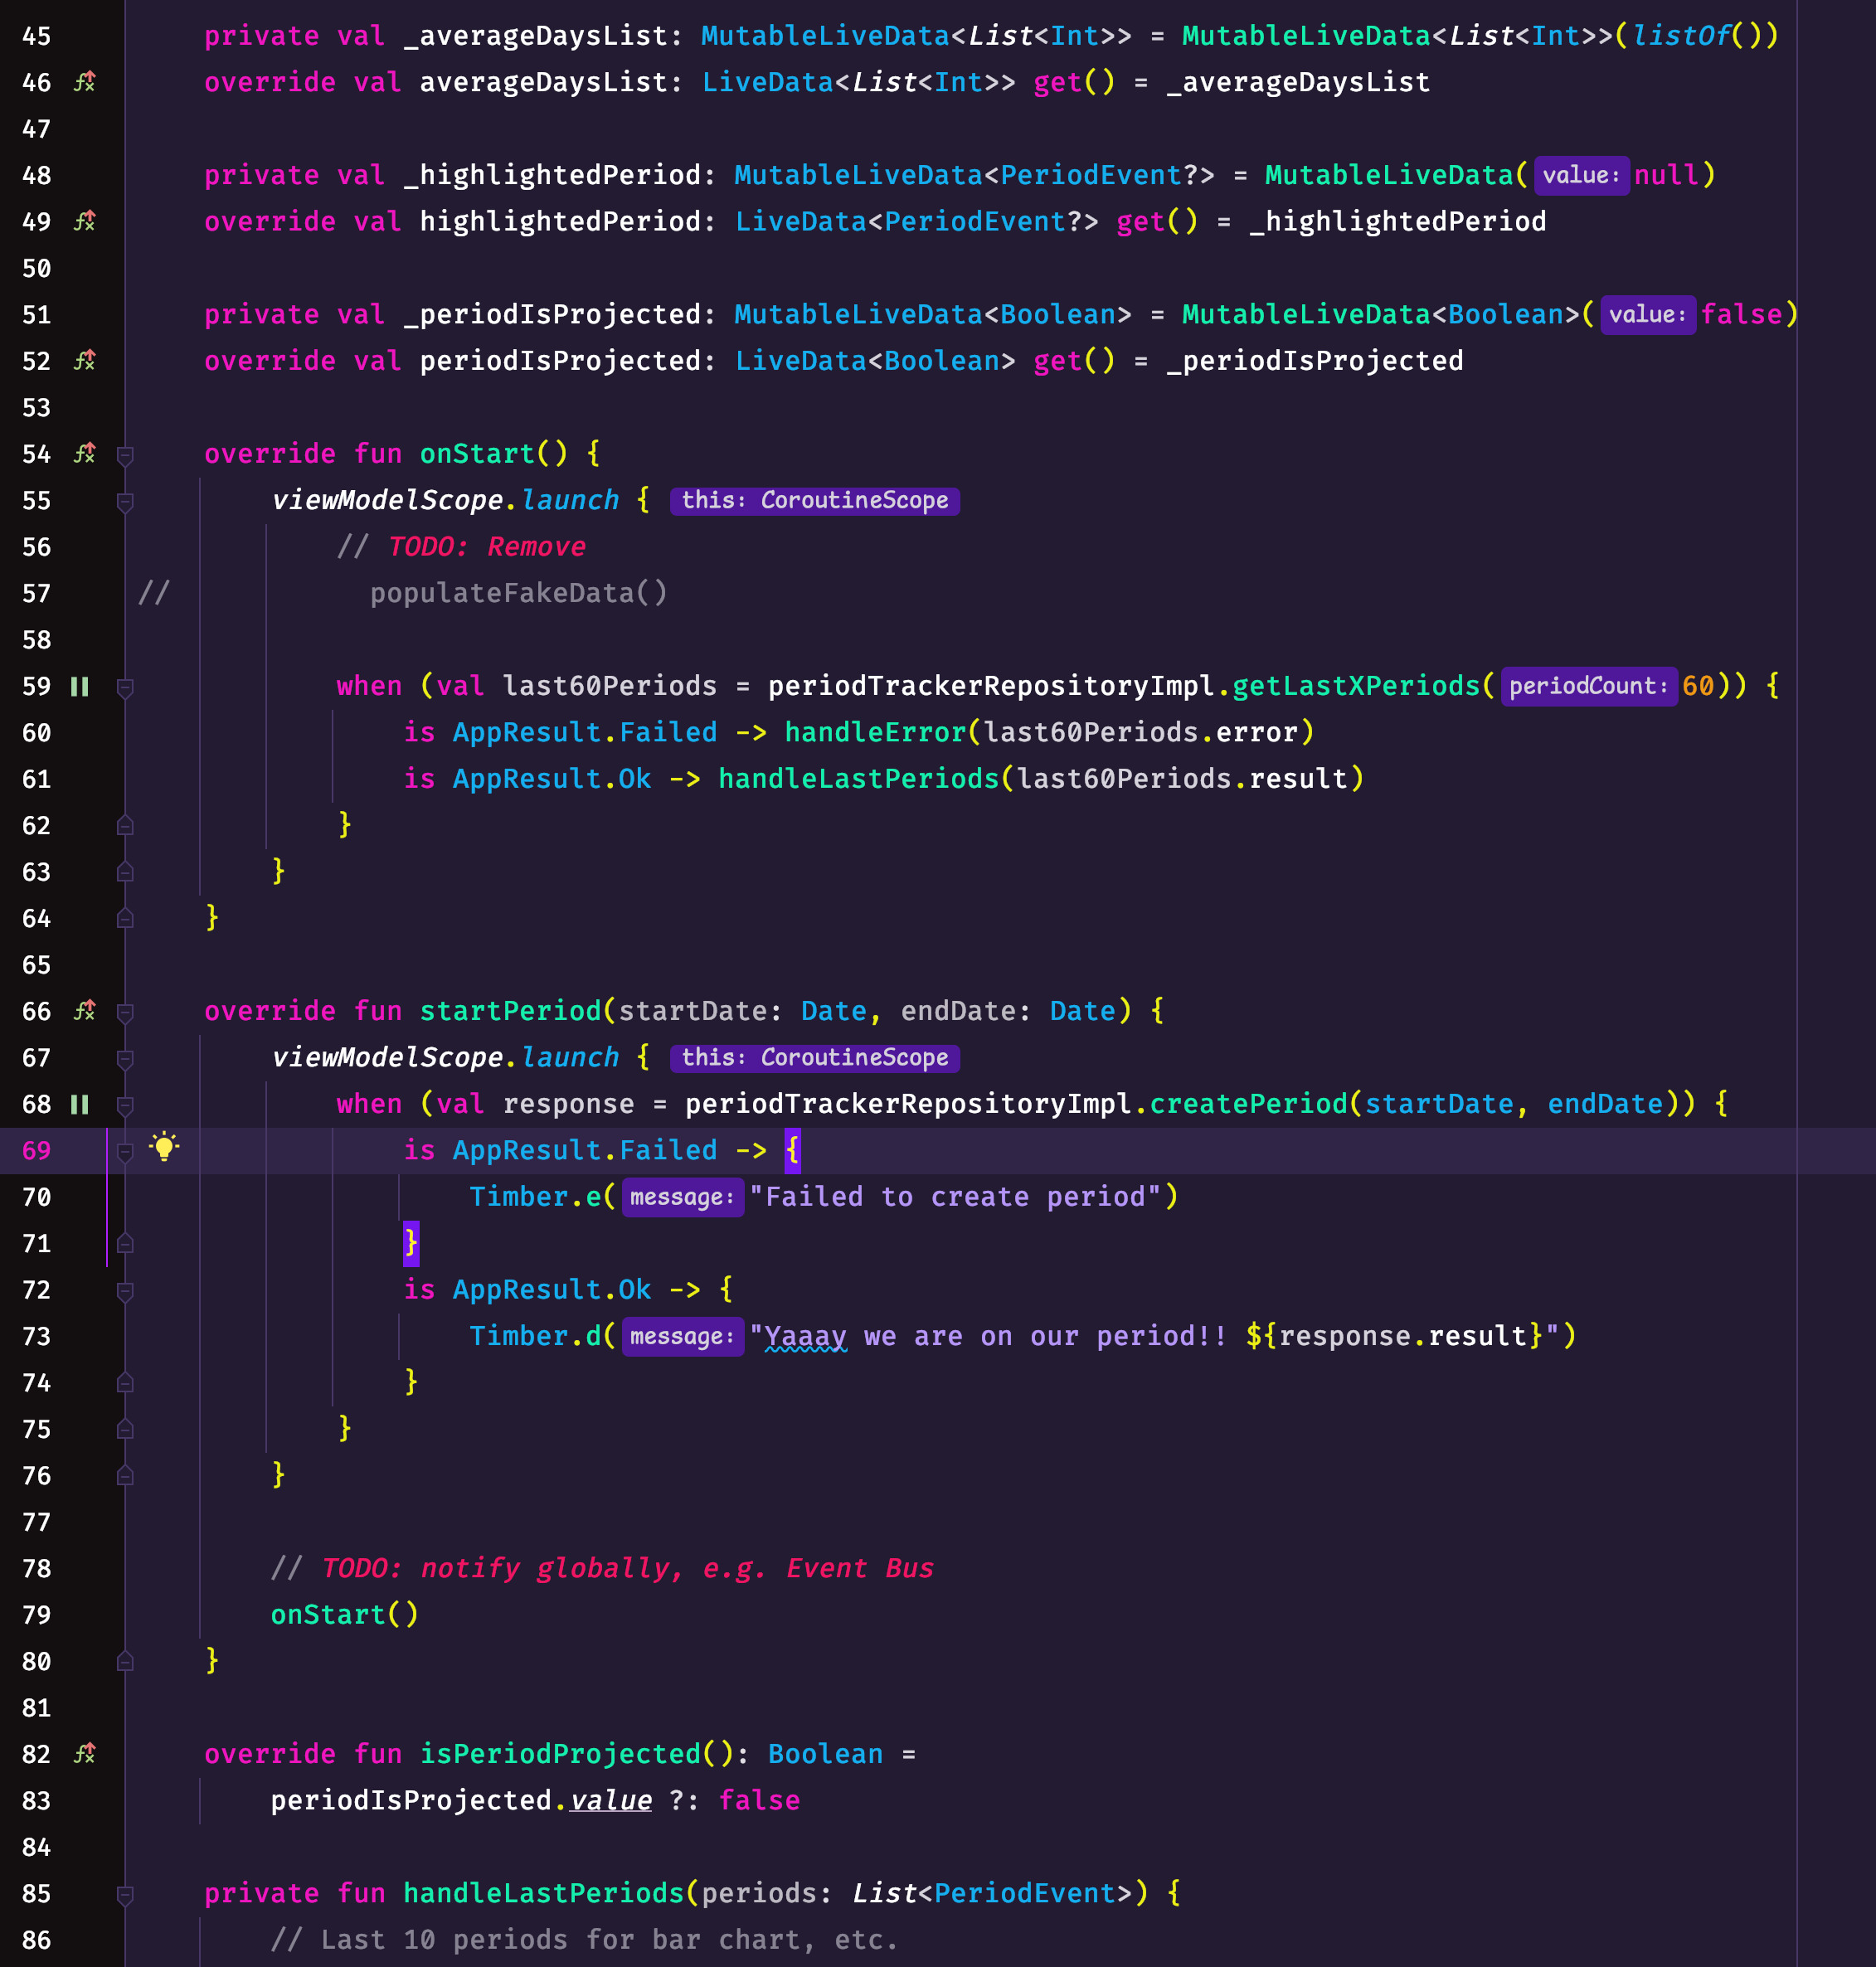 45 private val _averageDaysList: MutableLiveData<List<Int>> = MutableLiveData<List<Int>>(listOf())
46 override val averageDaysList: LiveData<List<Int>> get() = _averageDaysList
47
48 private val _highlightedPeriod: MutableLiveData<PeriodEvent?> = MutableLiveData( value: null)
49 override val highlightedPeriod: LiveData<PeriodEvent?> get() = _highlightedPeriod
50
51 private val _periodIsProjected: MutableLiveData<Boolean> = MutableLiveData<Boolean>( value: false)
52 override val periodIsProjected: LiveData<Boolean> get() = _periodIsProjected
53
54 override fun onStart() {
55 viewModelScope.launch { this: CoroutineScope
56 // TODO: Remove
57 // populateFakeData()
58
59 when (val last60Periods = periodTrackerRepositoryImpl.getLastXPeriods( periodCount: 60)) {
60 is AppResult.Failed -> handleError(last60Periods.error)
61 is AppResult.Ok -> handleLastPeriods(last60Periods.result)
62 }
63 }
64 }
65
66 override fun startPeriod(startDate: Date, endDate: Date) {
67 viewModelScope.launch { this: CoroutineScope
68 when (val response = periodTrackerRepositoryImpl.createPeriod(startDate, endDate)) {
69 is AppResult.Failed -> {
70 Timber.e( message: "Failed to create period")
71 }
72 is AppResult.Ok -> {
73 Timber.d( message: "Yaaay we are on our period!! ${response.result}")
74 }
75 }
76 }
77
78 // TODO: notify globally, e.g. Event Bus
79 onStart()
80 }
81
82 override fun isPeriodProjected(): Boolean =
83 periodIsProjected.value ?: false
84
85 private fun handleLastPeriods(periods: List<PeriodEvent>) {
86 // Last 10 periods for bar chart, etc.